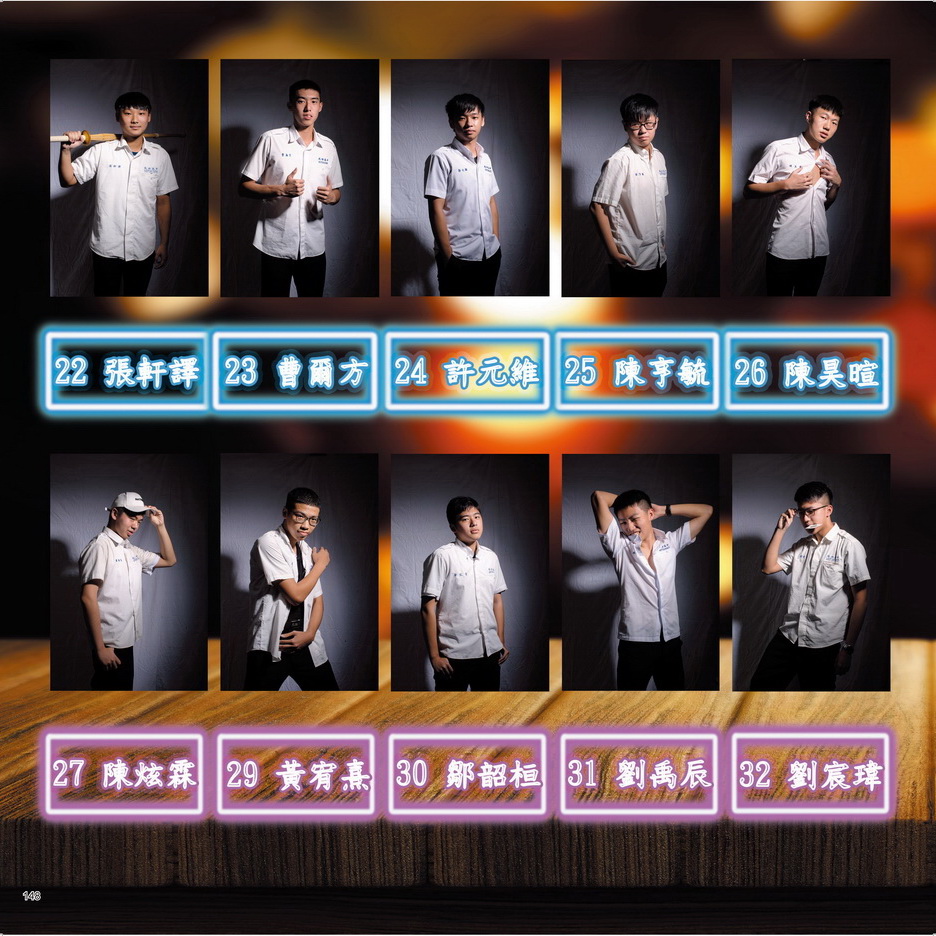 22 張軒譯
23 曹爾方
24 許元維
25 陳亨毓
26 陳昊暄
27 陳炫霖
29 黃宥熹
30 鄒韶桓
31 劉禹辰
32 劉宸瑋
148